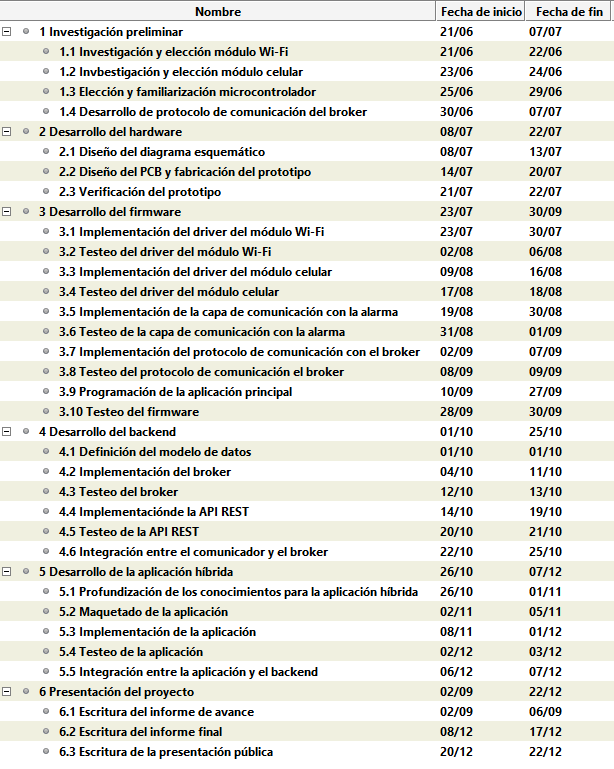 Nombre Fecha de inicio Fecha de fin
1 Investigación preliminar 21/06 07/07
1.1 Investigación y elección módulo Wi-Fi 21/06 22/06
1.2 Invbestigación y elección módulo celular 23/06 24/06
1.3 Elección y familiarización microcontrolador 25/06 29/06
1.4 Desarrollo de protocolo de comunicación del broker 30/06 07/07
2 Desarrollo del hardware 08/07 22/07
2.1 Diseño del diagrama esquemático 08/07 13/07
2.2 Diseño del PCB y fabricación del prototipo 14/07 20/07
2.3 Verificación del prototipo 21/07 22/07
3 Desarrollo del firmware 23/07 30/09
3.1 Implementación del driver del módulo Wi-Fi 23/07 30/07
3.2 Testeo del driver del módulo Wi-Fi 02/08 06/08
3.3 Implementación del driver del módulo celular 09/08 16/08
3.4 Testeo del driver del módulo celular 17/08 18/08
3.5 Implementación de la capa de comunicación con la alarma 19/08 30/08
3.6 Testeo de la capa de comunicación con la alarma 31/08 01/09
3.7 Implementación del protocolo de comunicación con el broker 02/09 07/09
3.8 Testeo del protocolo de comunicación el broker 08/09 09/09
3.9 Programación de la aplicación principal 10/09 27/09
3.10 Testeo del firmware 28/09 30/09
4 Desarrollo del backend 01/10 25/10
4.1 Definición del modelo de datos 01/10 01/10
4.2 Implementación del broker 04/10 11/10
4.3 Testeo del broker 12/10 13/10
4.4 Implementaciónde la API REST 14/10 19/10
4.5 Testeo de la API REST 20/10 21/10
4.6 Integración entre el comunicador y el broker 22/10 25/10
5 Desarrollo de la aplicación híbrida 26/10 07/12
5.1 Profundización de los conocimientos para la aplicación híbrida 26/10 01/11
5.2 Maquetado de la aplicación 02/11 05/11
5.3 Implementación de la aplicación 08/11 01/12
5.4 Testeo de la aplicación 02/12 03/12
5.5 Integración entre la aplicación y el backend 06/12 07/12
6 Presentación del proyecto 02/09 22/12
6.1 Escritura del informe de avance 02/09 06/09
6.2 Escritura del informe final 08/12 17/12
6.3 Escritura de la presentación pública 20/12 22/12